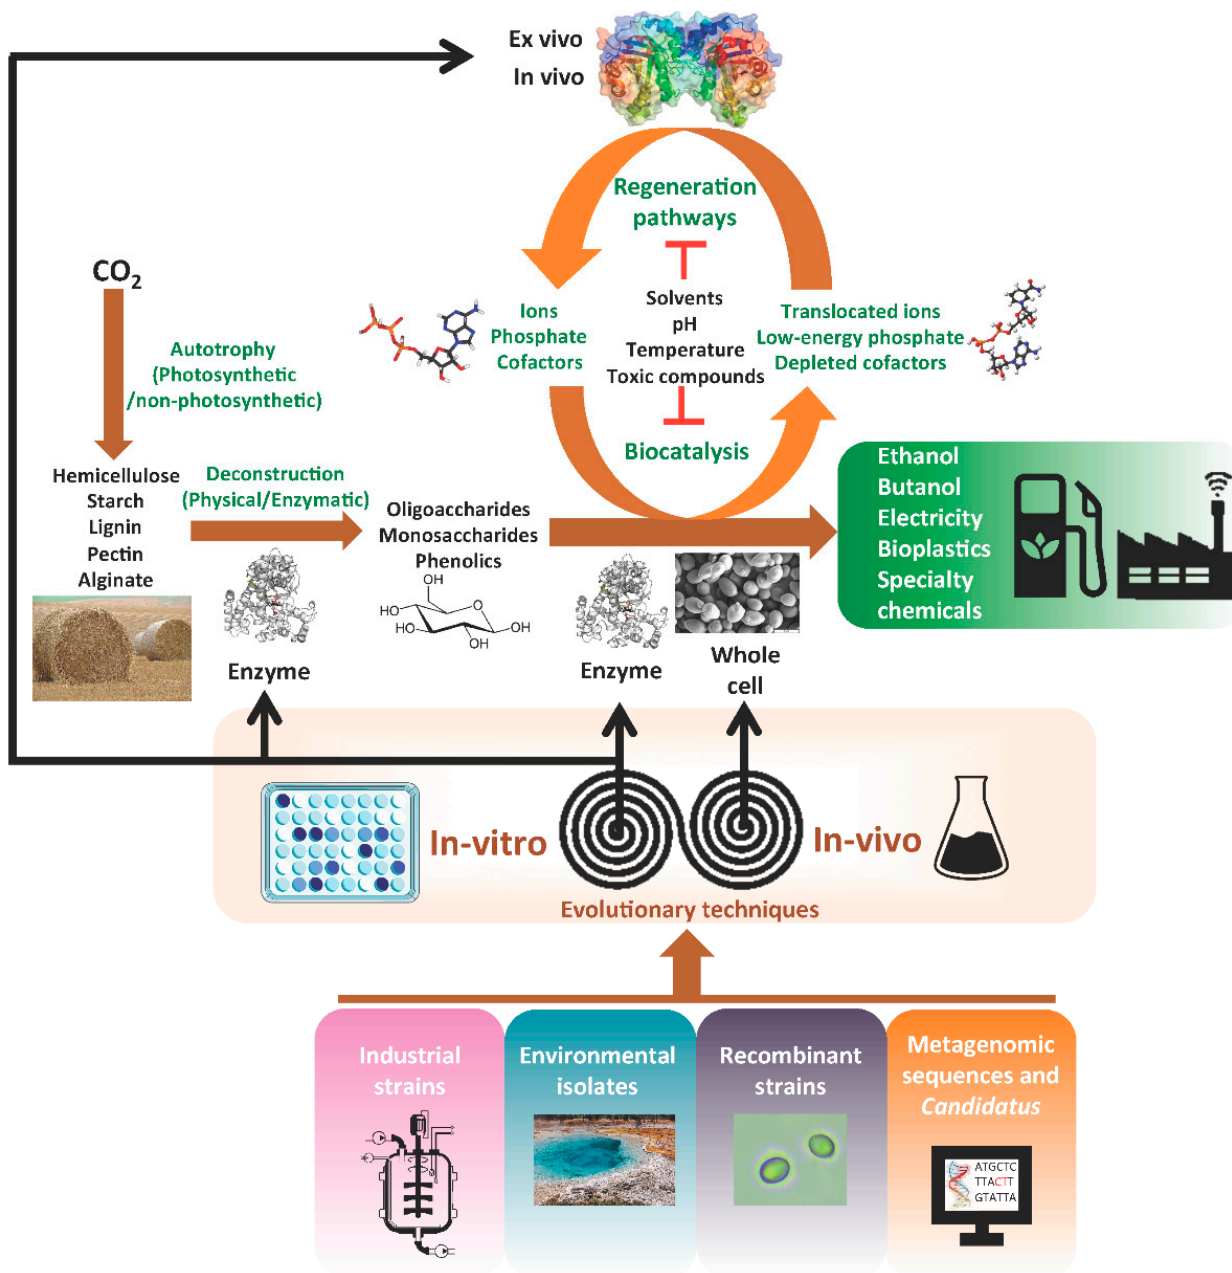 Ex vivo
In vivo
Regeneration
pathways
CO₂
Solvents
pH
Temperature
Toxic compounds
Ions
Phosphate
Cofactors
Translocated ions
Low-energy phosphate
Depleted cofactors
Autotrophy
(Photosynthetic
/non-photosynthetic)
Biocatalysis
Hemicellulose
Starch
Lignin
Pectin
Alginate
Deconstruction
(Physical/Enzymatic)
Oligoaccharides
Monosaccharides
Phenolics
Ethanol
Butanol
Electricity
Bioplastics
Specialty
chemicals
OH
HO
O
HO
OH
OH
Enzyme
Enzyme
Whole
cell
In-vitro
In-vivo
Evolutionary techniques
Industrial
strains
Environmental
isolates
Recombinant
strains
Metagenomic
sequences and
Candidatus
ATGCTC
TTACTT
GTATTA